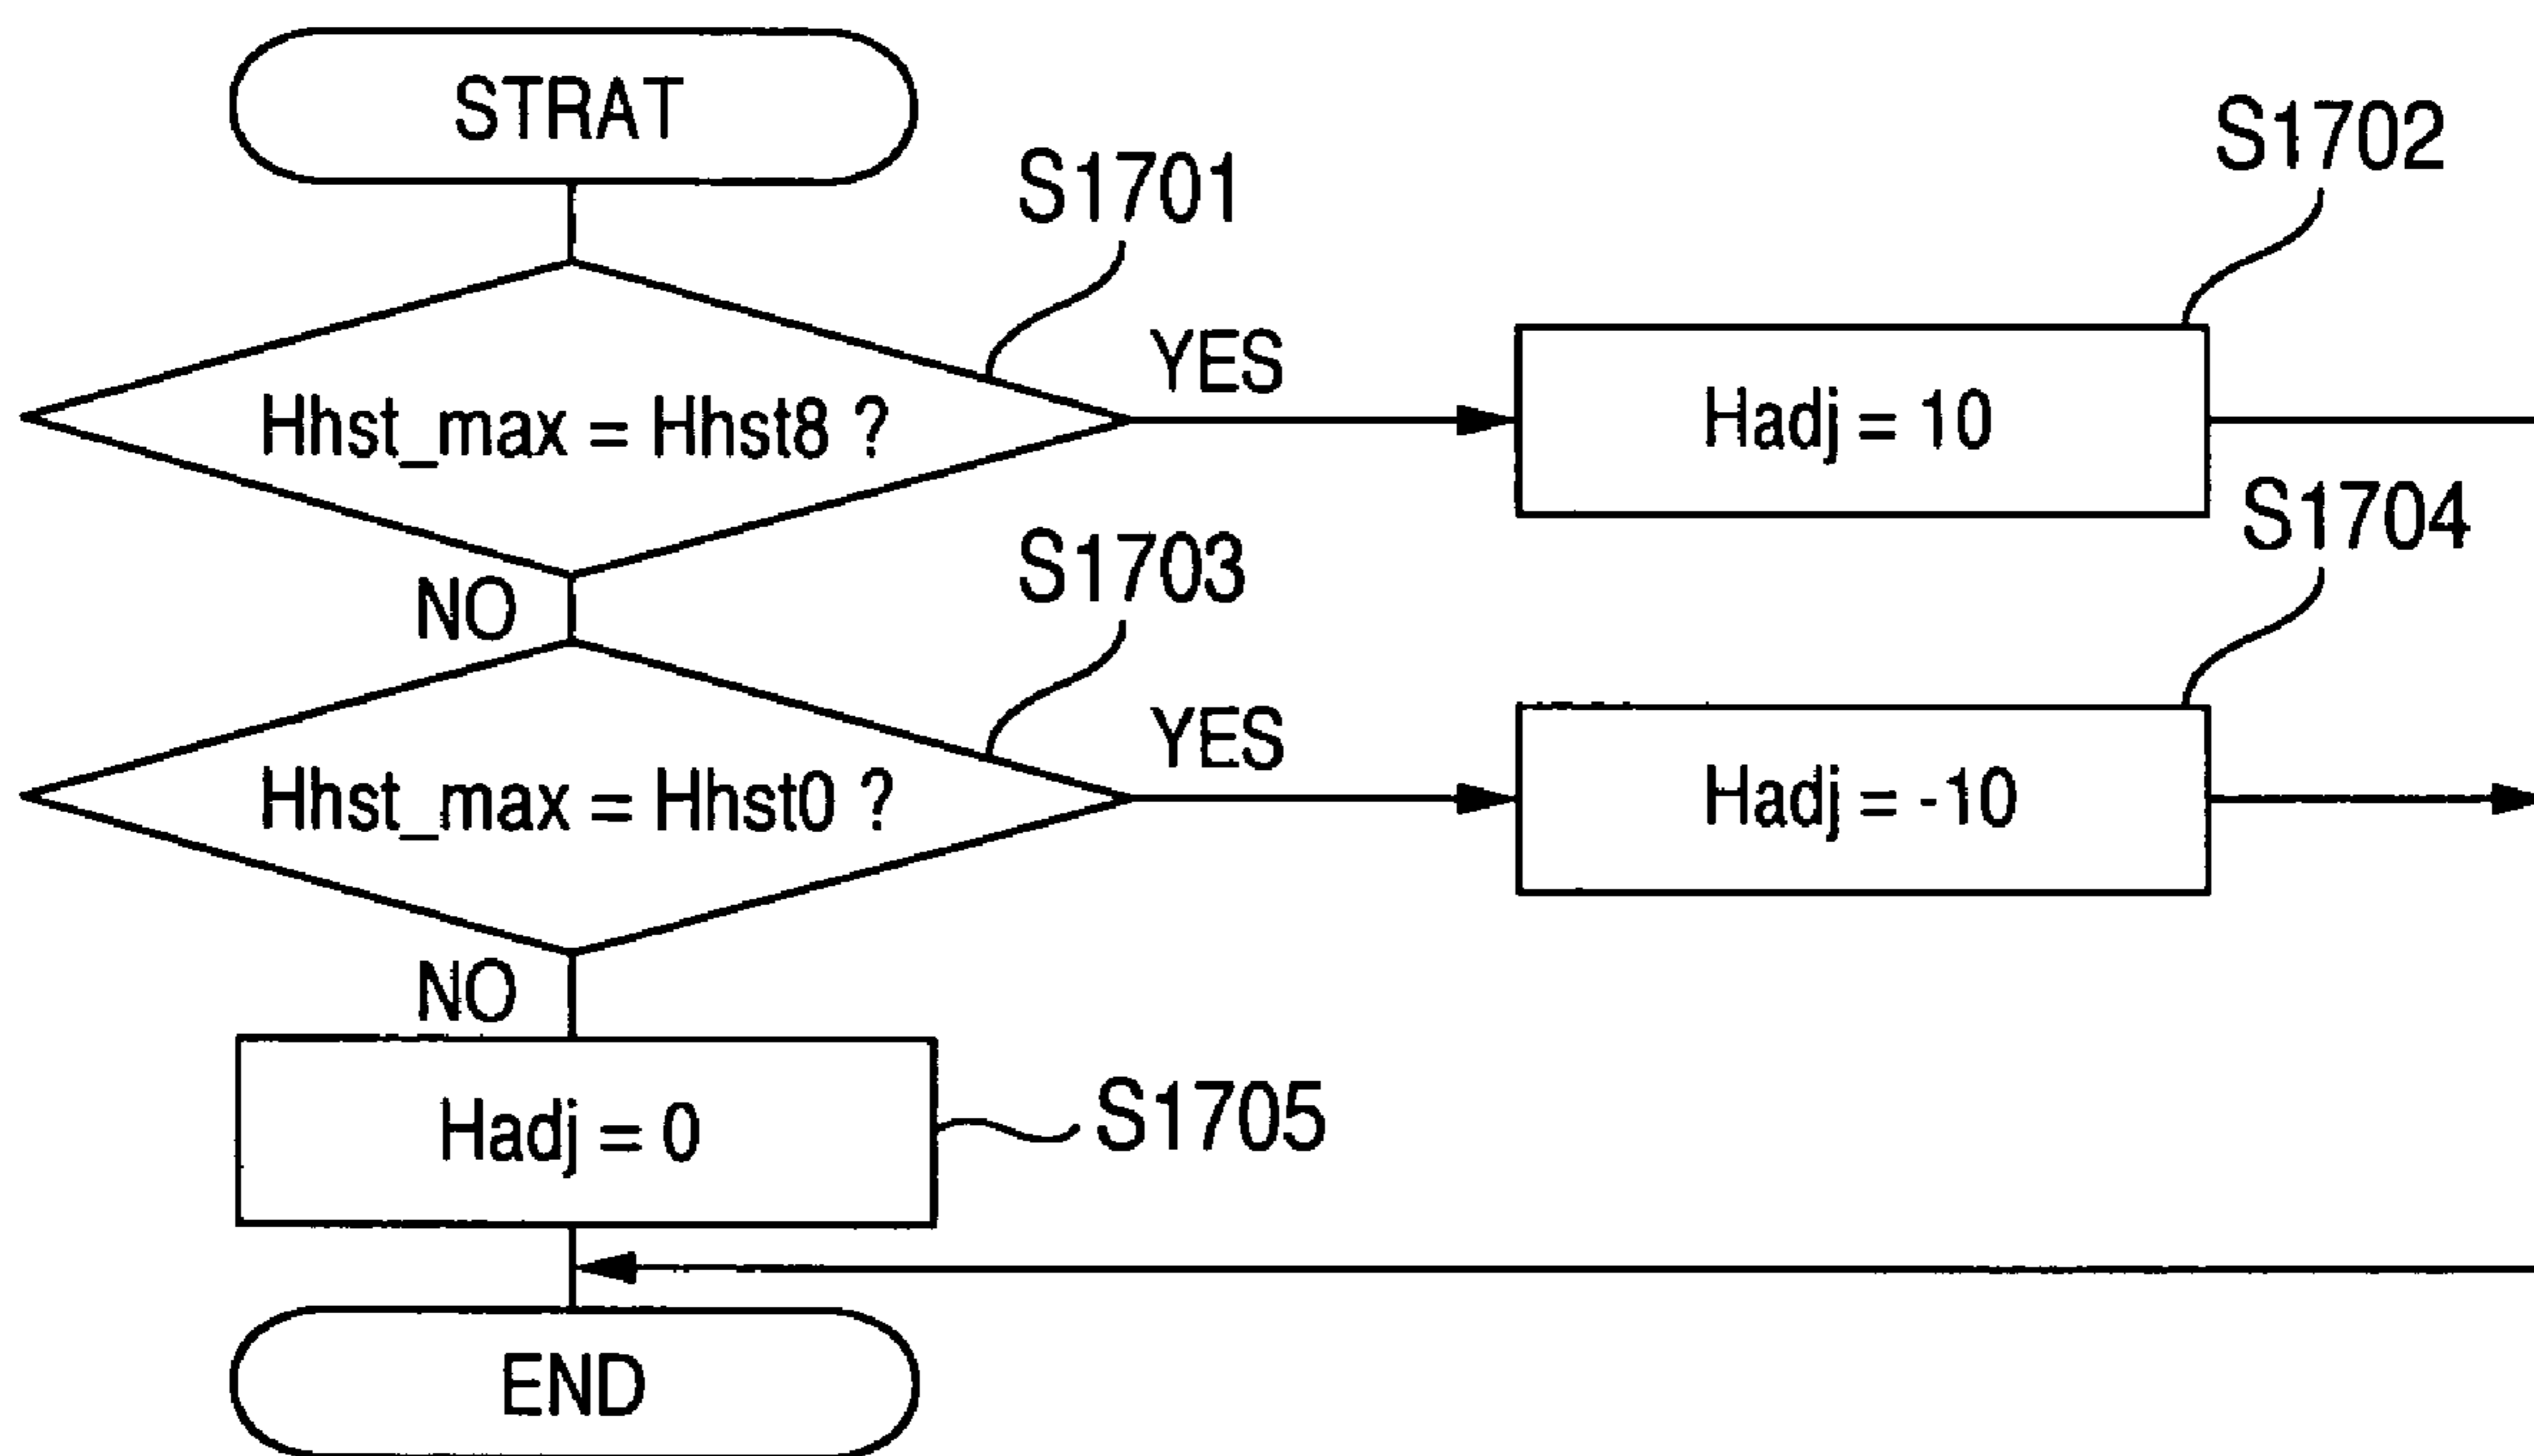 STRAT
S1701
S1702
Hhst_max = Hhst8 ?
YES
Hadj = 10
NO
S1703
S1704
Hhst_max = Hhst0 ?
YES
Hadj = -10
NO
Hadj = 0
S1705
END